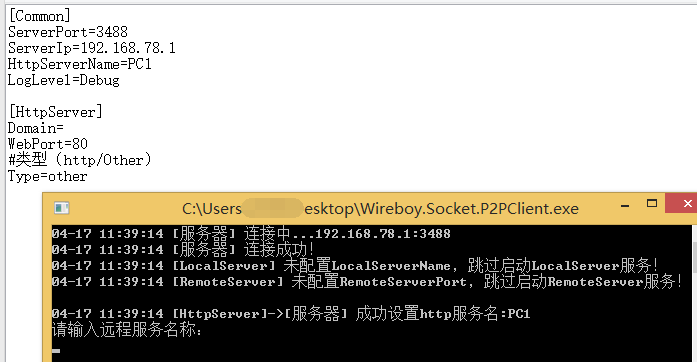 [Common]
ServerPort=3488
ServerIp=192.168.78.1
HttpServerName=PC1
LogLevel=Debug
[HttpServer]
Domain=
WebPort=80
#类型（http/Other）
Type=other
C:\Users esktop\Wireboy.Socket.P2PClient.exe
04-17 11:39:14 [服务器] 连接中...192.168.78.1:3488
04-17 11:39:14 [服务器] 连接成功!
04-17 11:39:14 [LocalServer] 未配置LocalServerName，跳过启动LocalServer服务!
04-17 11:39:14 [RemoteServer] 未配置RemoteServerPort，跳过启动RemoteServer服务!
04-17 11:39:14 [HttpServer]->[服务器] 成功设置http服务名:PC1
请输入远程服务名称：